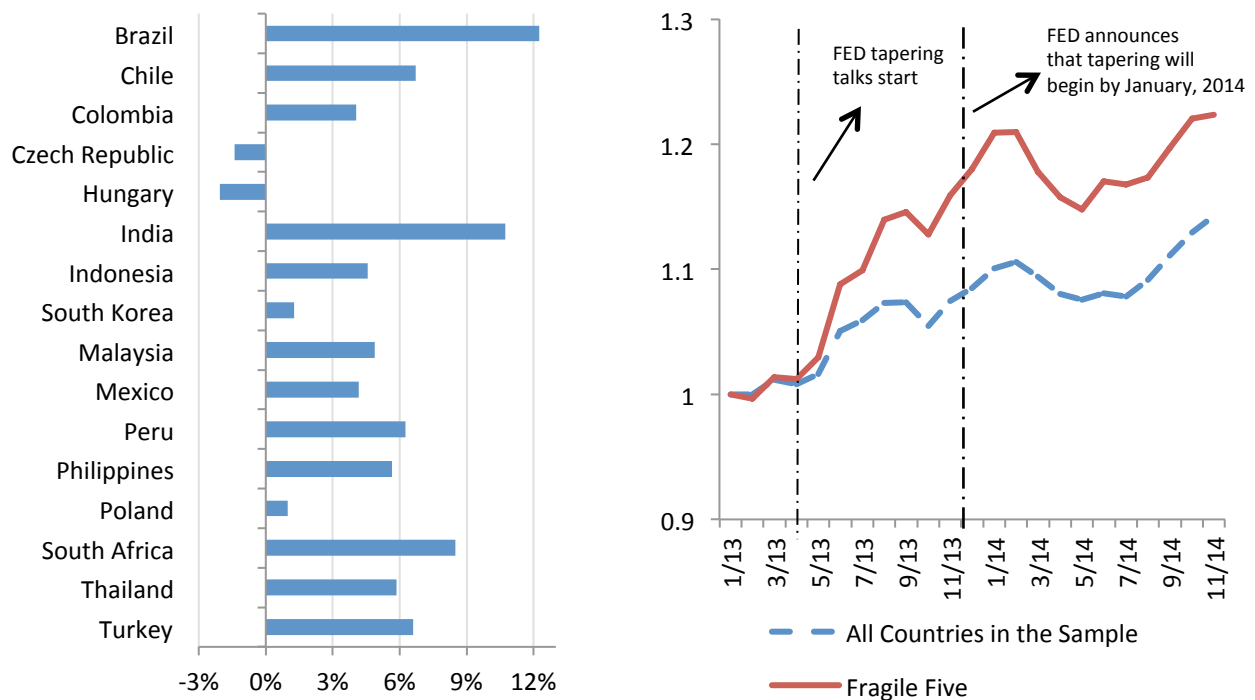 Brazil
Chile
Colombia
Czech Republic
Hungary
India
Indonesia
South Korea
Malaysia
Mexico
Peru
Philippines
Poland
South Africa
Thailand
Turkey
-3% 0% 3% 6% 9% 12%
1.3
1.2
1.1
1
0.9
FED tapering
talks start
FED announces
that tapering will
begin by January, 2014
1/13 3/13 5/13 7/13 9/13 11/13 1/14 3/14 5/14 7/14 9/14 11/14
All Countries in the Sample
Fragile Five